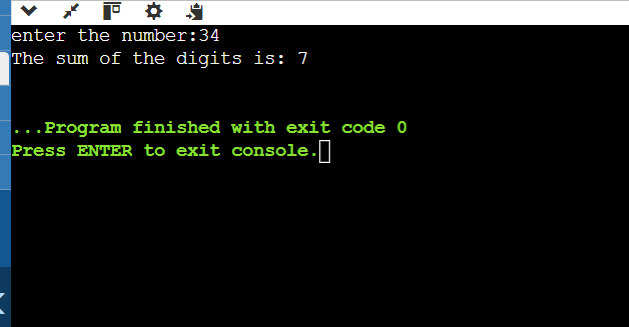 enter the number:34
The sum of the digits is: 7
...Program finished with exit code 0
Press ENTER to exit console.